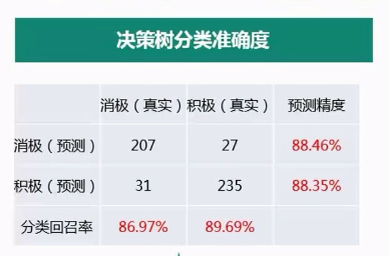 决策树分类准确度
消极（真实） 积极（真实） 预测精度
消极（预测） 207 27 88.46%
积极（预测） 31 235 88.35%
分类回召率 86.97% 89.69%